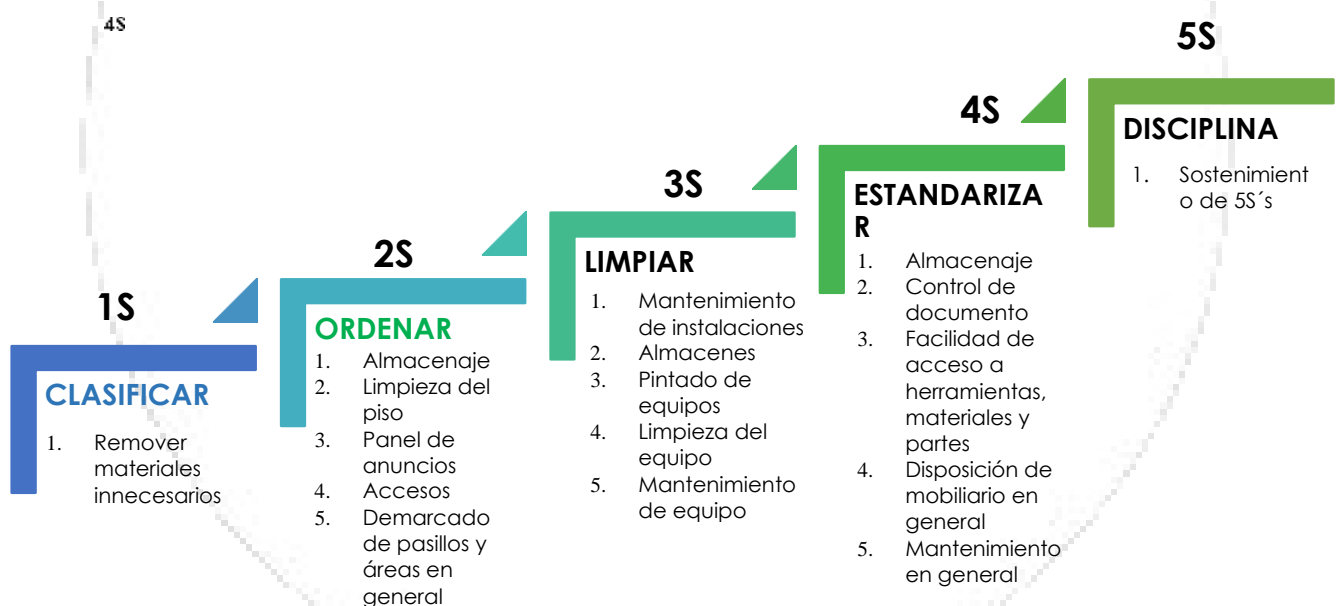 4S
1S
CLASIFICAR
1. Remover
materiales
innecesarios
2S
ORDENAR
1. Almacenaje
2. Limpieza del
piso
3. Panel de
anuncios
4. Accesos
5. Demarcado
de pasillos y
áreas en
general
3S
LIMPIAR
1. Mantenimiento
de instalaciones
2. Almacenes
3. Pintado de
equipos
4. Limpieza del
equipo
5. Mantenimiento
de equipo
4S
ESTANDARIZA
R
1. Almacenaje
2. Control de
documento
3. Facilidad de
acceso a
herramientas,
materiales y
partes
4. Disposición de
mobiliario en
general
5. Mantenimiento
en general
5S
DISCIPLINA
1. Sostenimient
o de 5S´s